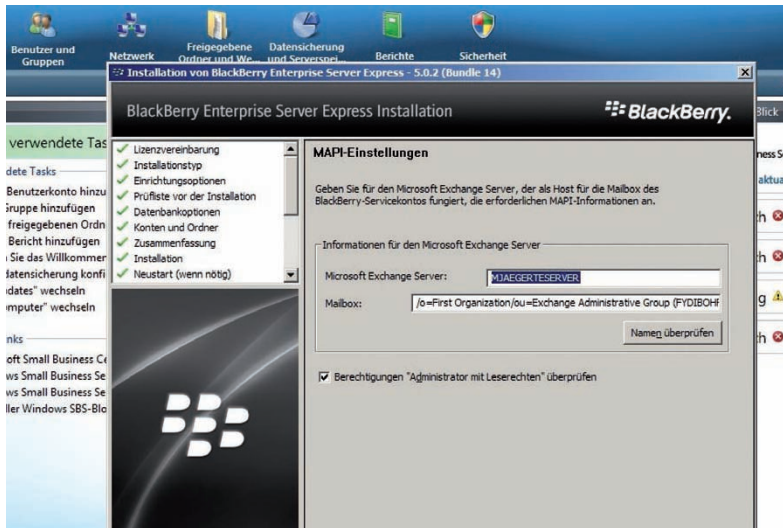 Benutzer und
Gruppen
Netzwerk
Freigegebene
Ordner und We...
Datensicherung
und Serverspei...
Berichte
Sicherheit
Installation von BlackBerry Enterprise Server Express - 5.0.2 (Bundle 14)
BlackBerry Enterprise Server Express Installation
BlackBerry.
Blick
verwendete Tas
dete Tasks
Benutzerkonto hinzu
Gruppe hinzufügen
freigegebenen Ordn
Bericht hinzufügen
Sie das Willkommen
datensicherung konfi
dates" wechseln
mputer" wechseln
nks
oft Small Business Ce
ws Small Business Se
ws Small Business Se
ller Windows SBS-Blo
Lizenzvereinbarung
Installationstyp
Einrichtungsoptionen
Prüfliste vor der Installation
Datenbankoptionen
Konten und Ordner
Zusammenfassung
Installation
Neustart (wenn nötig)
MAPI-Einstellungen
Geben Sie für den Microsoft Exchange Server, der als Host für die Mailbox des
BlackBerry-Servicekontos fungiert, die erforderlichen MAPI-Informationen an.
Informationen für den Microsoft Exchange Server
Microsoft Exchange Server: MJAEGERTESERVER
Mailbox: /o=First Organization/ou=Exchange Administrative Group (FYDIBOHF
Namen überprüfen
Berechtigungen "Administrator mit Leserechten" überprüfen
ness S
aktua
h
h
g
h